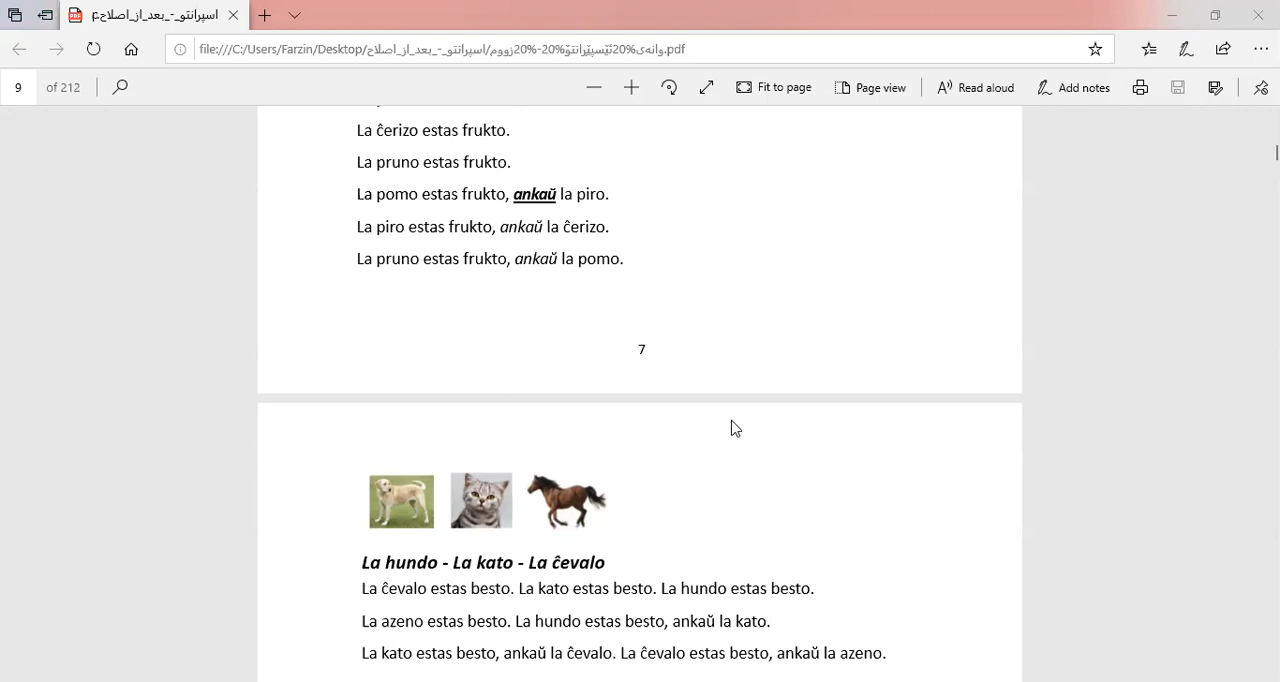 اسپرانتو_-_بعد_از_اصلاح
file:///C:/Users/Farzin/Desktop/وانەی%20ئێسپێرانتۆ%20-%20زووم/اسپرانتو_-_بعد_از_اصلاح.pdf
9 of 212
Fit to page
Page view
Read aloud
Add notes
La ĉerizo estas frukto.
La pruno estas frukto.
La pomo estas frukto, ankaŭ la piro.
La piro estas frukto, ankaŭ la ĉerizo.
La pruno estas frukto, ankaŭ la pomo.
7
La hundo - La kato - La ĉevalo
La ĉevalo estas besto. La kato estas besto. La hundo estas besto.
La azeno estas besto. La hundo estas besto, ankaŭ la kato.
La kato estas besto, ankaŭ la ĉevalo. La ĉevalo estas besto, ankaŭ la azeno.